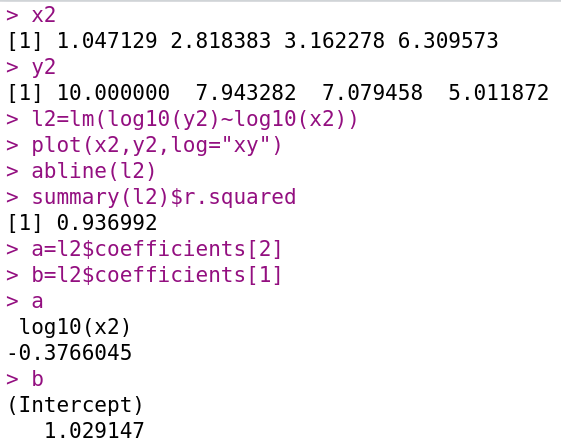 > x2
[1] 1.047129 2.818383 3.162278 6.309573
> y2
[1] 10.000000  7.943282  7.079458  5.011872
> l2=lm(log10(y2)~log10(x2))
> plot(x2,y2,log="xy")
> abline(l2)
> summary(l2)$r.squared
[1] 0.936992
> a=l2$coefficients[2]
> b=l2$coefficients[1]
> a
 log10(x2)
-0.3766045
> b
(Intercept)
   1.029147